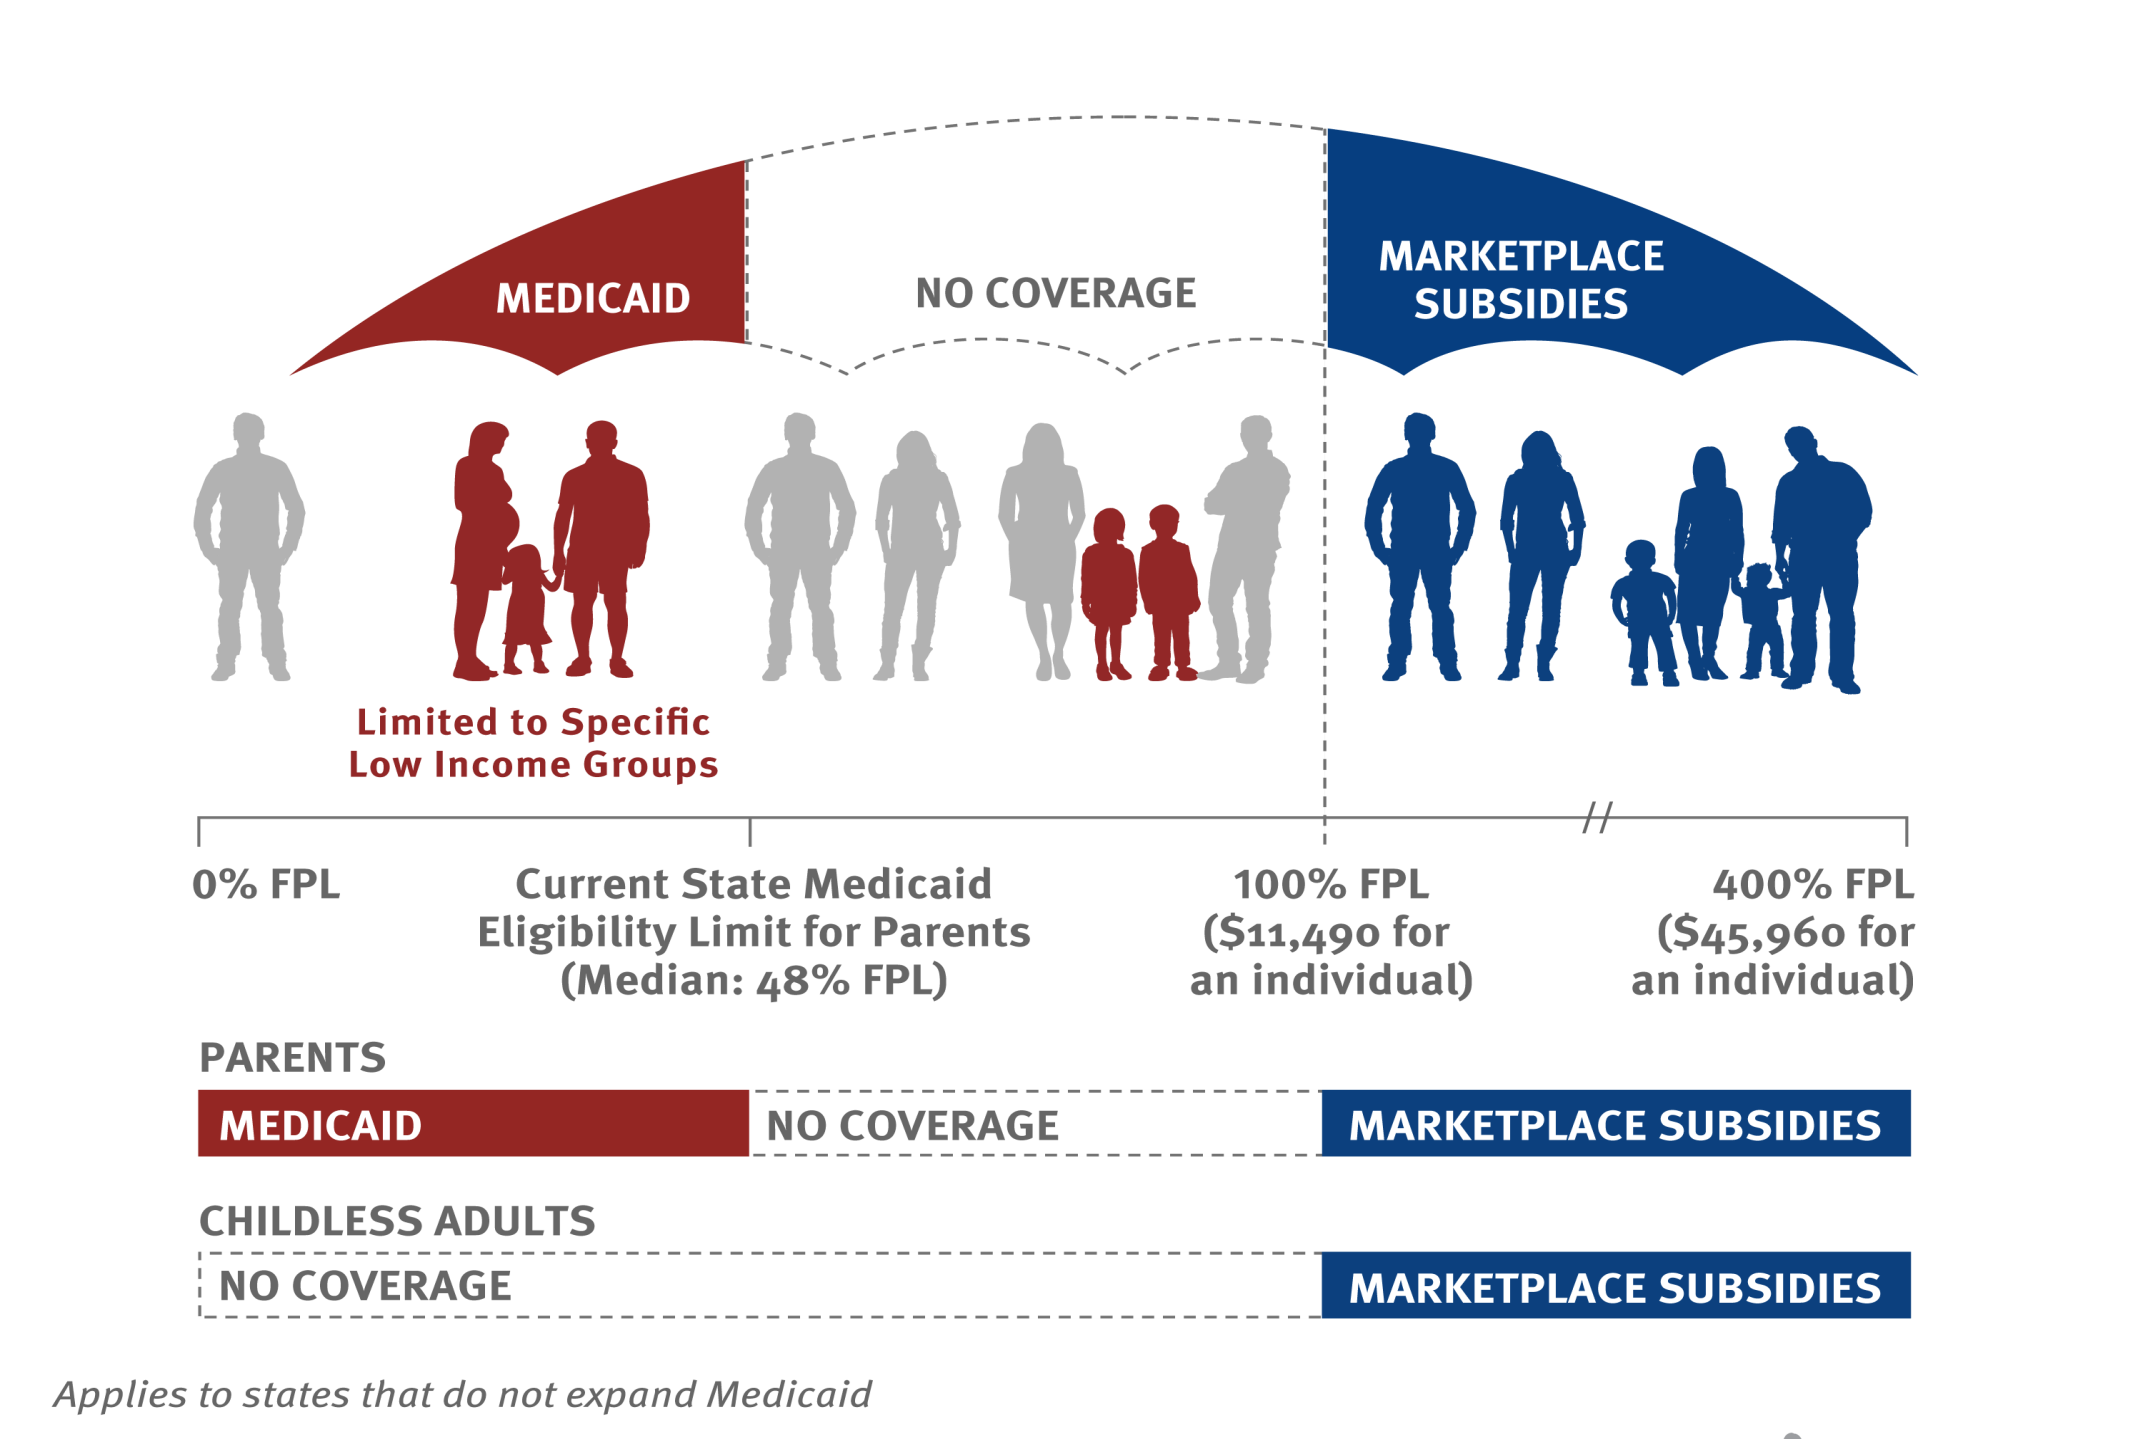 MEDICAID
NO COVERAGE
MARKETPLACE
SUBSIDIES
Limited to Specific
Low Income Groups
0% FPL
Current State Medicaid
Eligibility Limit for Parents
(Median: 48% FPL)
100% FPL
($11,490 for
an individual)
400% FPL
($45,960 for
an individual)
PARENTS
MEDICAID
NO COVERAGE
MARKETPLACE SUBSIDIES
CHILDLESS ADULTS
NO COVERAGE
MARKETPLACE SUBSIDIES
Applies to states that do not expand Medicaid